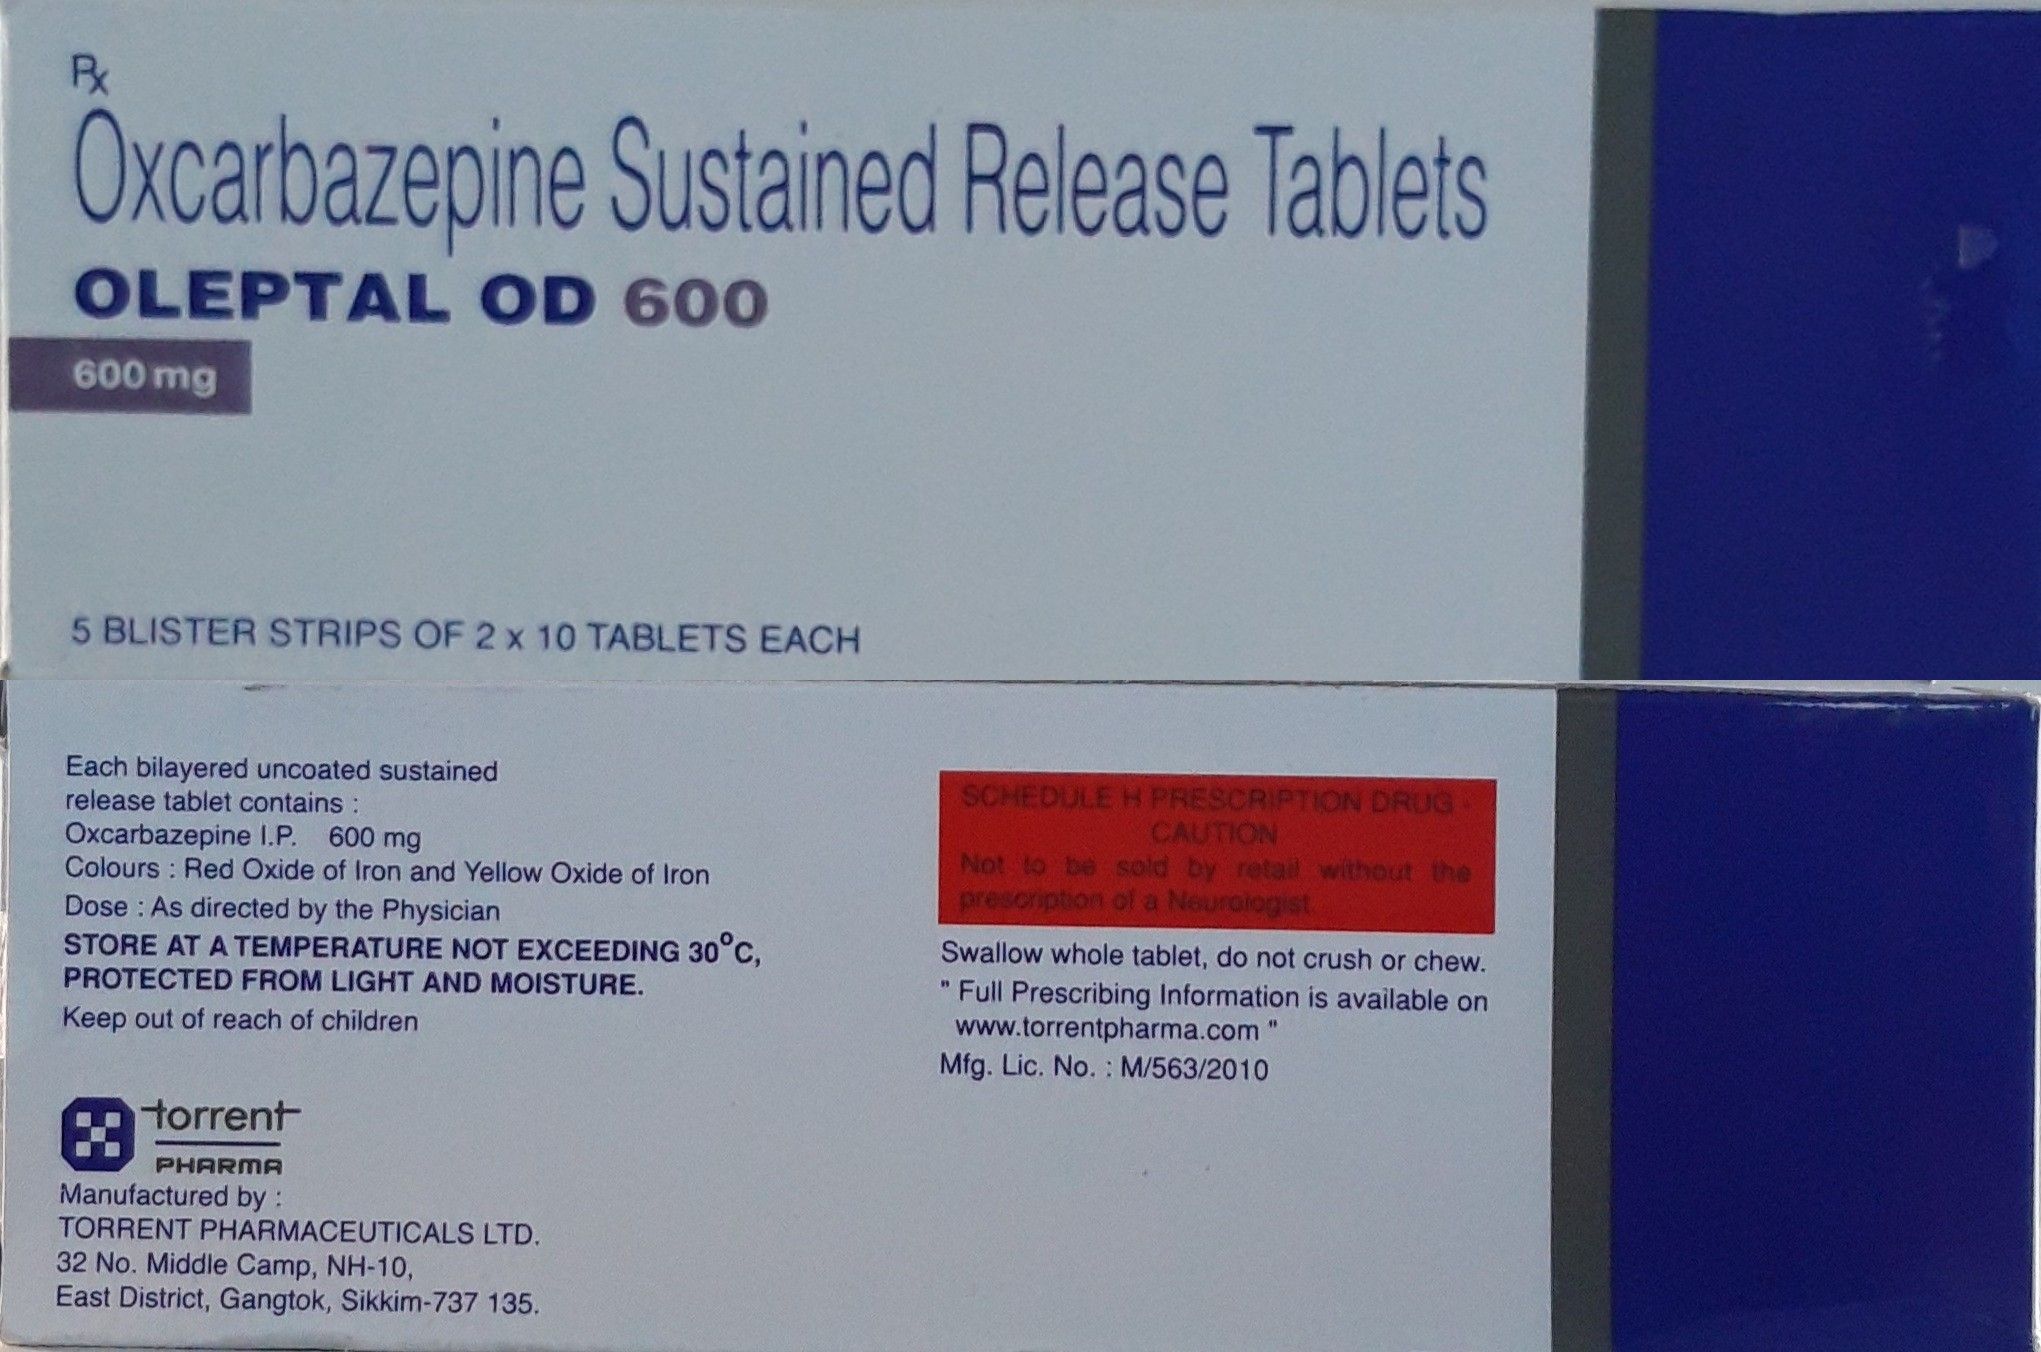 Rx
Oxcarbazepine Sustained Release Tablets
OLEPTAL OD 600
600 mg
5 BLISTER STRIPS OF 2 x 10 TABLETS EACH
Each bilayered uncoated sustained
release tablet contains :
Oxcarbazepine I.P. 600 mg
Colours : Red Oxide of Iron and Yellow Oxide of Iron
Dose : As directed by the Physician
STORE AT A TEMPERATURE NOT EXCEEDING 30°C,
PROTECTED FROM LIGHT AND MOISTURE.
Keep out of reach of children
torrent
PHARMA
Manufactured by :
TORRENT PHARMACEUTICALS LTD.
32 No. Middle Camp, NH-10,
East District, Gangtok, Sikkim-737 135.
SCHEDULE H PRESCRIPTION DRUG -
CAUTION
Not to be sold by retail without the
prescription of a Neurologist.
Swallow whole tablet, do not crush or chew.
" Full Prescribing Information is available on
www.torrentpharma.com "
Mfg. Lic. No. : M/563/2010